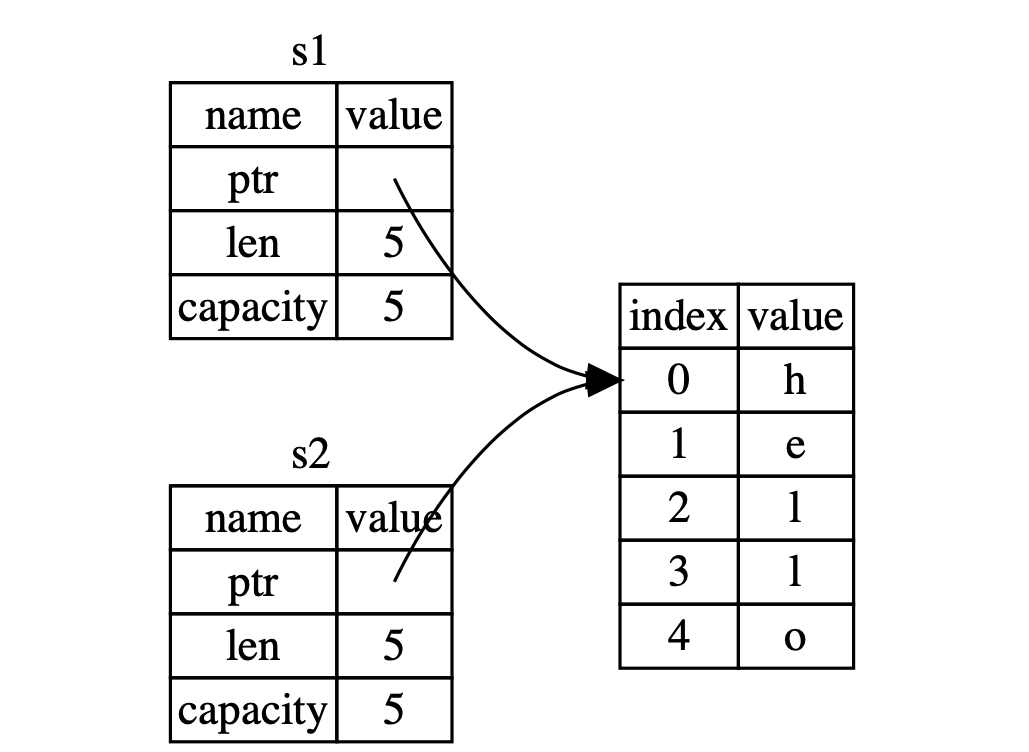 s1
name value
ptr
len 5
capacity 5
s2
name value
ptr
len 5
capacity 5
index value
0 h
1 e
2 l
3 l
4 o